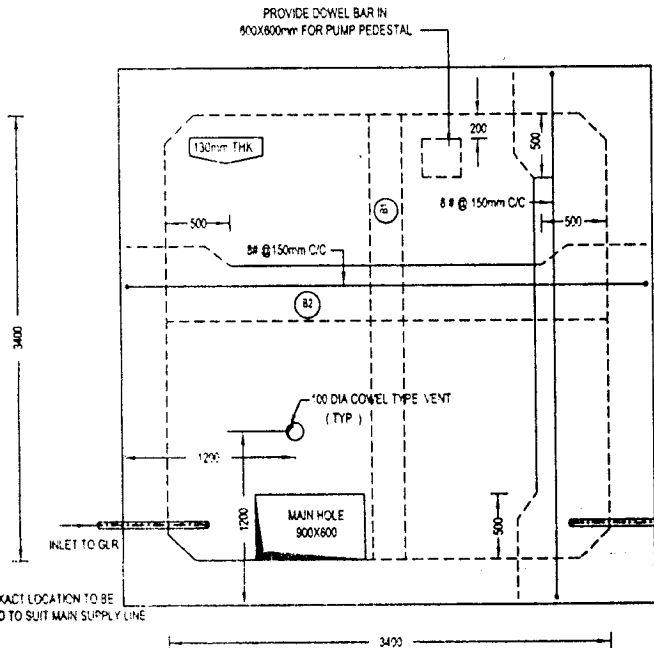 PROVIDE DOWEL BAR IN
600X600mm FOR PUMP PEDESTAL
130mm THK
200
500
B1
8 # @ 150mm C/C
500
500
8# @150mm C/C
B2
3400
100 DIA COWEL TYPE VENT
( TYP )
1200
1200
MAIN HOLE
900X600
500
INLET TO GLR
XACT LOCATION TO BE
D TO SUIT MAIN SUPPLY LINE
3400